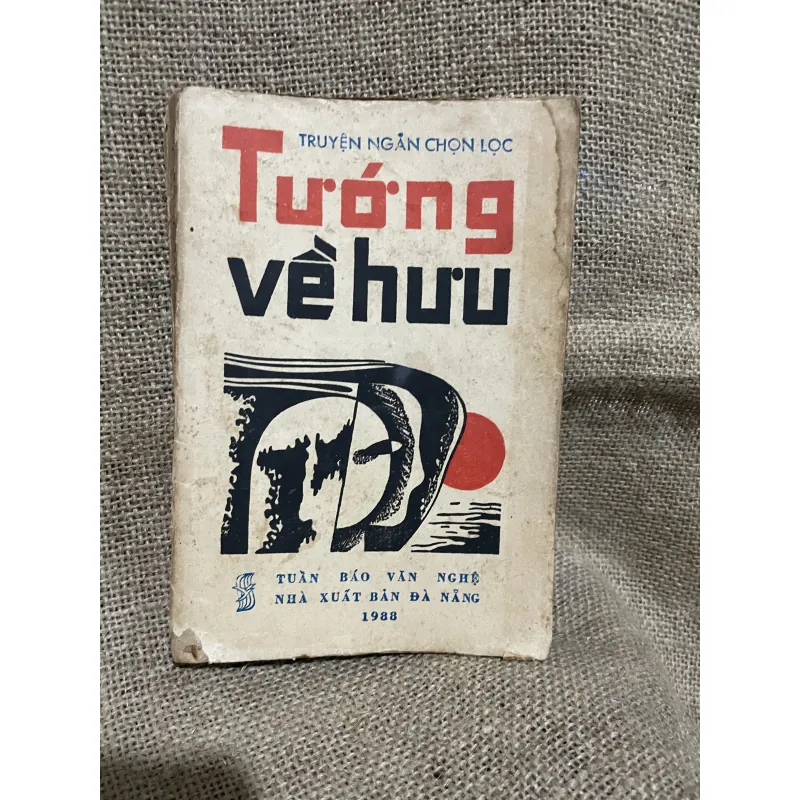 TRUYỆN NGẮN CHỌN LỌC
Tướng
về hưu
TUẦN BÁO VĂN NGHỆ
NHÀ XUẤT BẢN ĐÀ NẴNG
1988